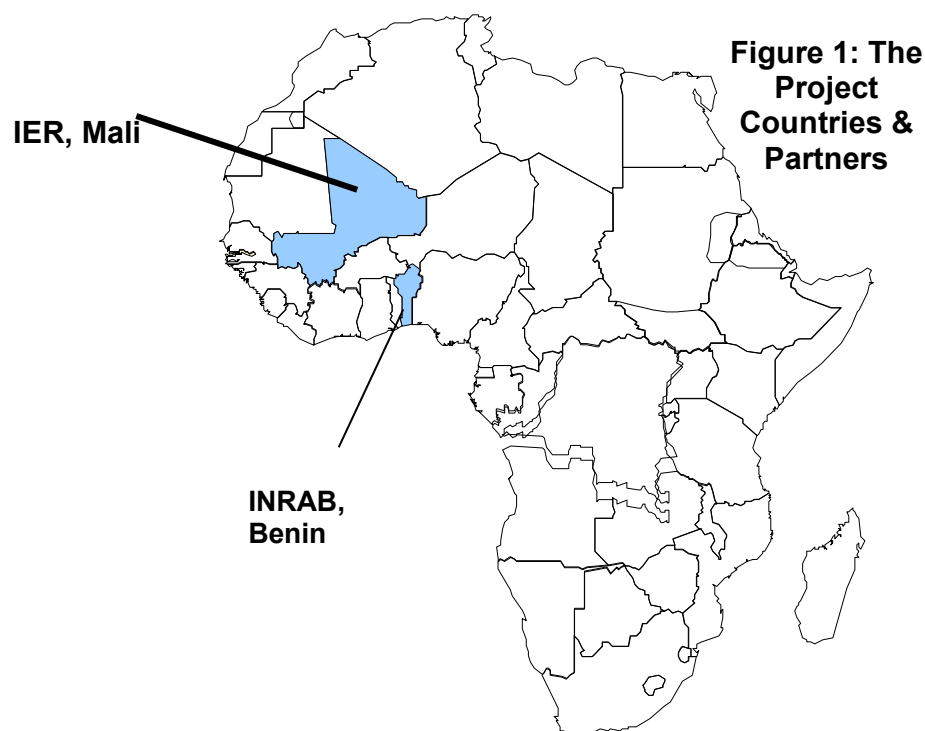 Figure 1: The
Project
Countries &
Partners
IER, Mali
INRAB,
Benin